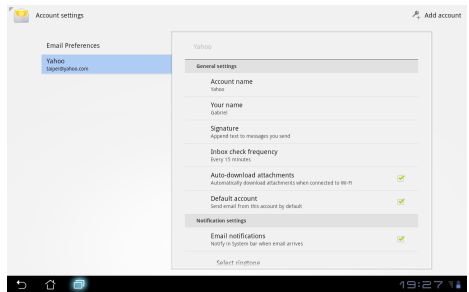 Account settings
Add account
Email Preferences
Yahoo
taiper@yahoo.com
Yahoo
General settings
Account name
Yahoo
Your name
Gabriel
Signature
Append text to messages you send
Inbox check frequency
Every 15 minutes
Auto-download attachments
Automatically download attachments when connected to Wi-Fi
Default account
Send email from this account by default
Notification settings
Email notifications
Notify in System bar when email arrives
Select ringtone
19:27